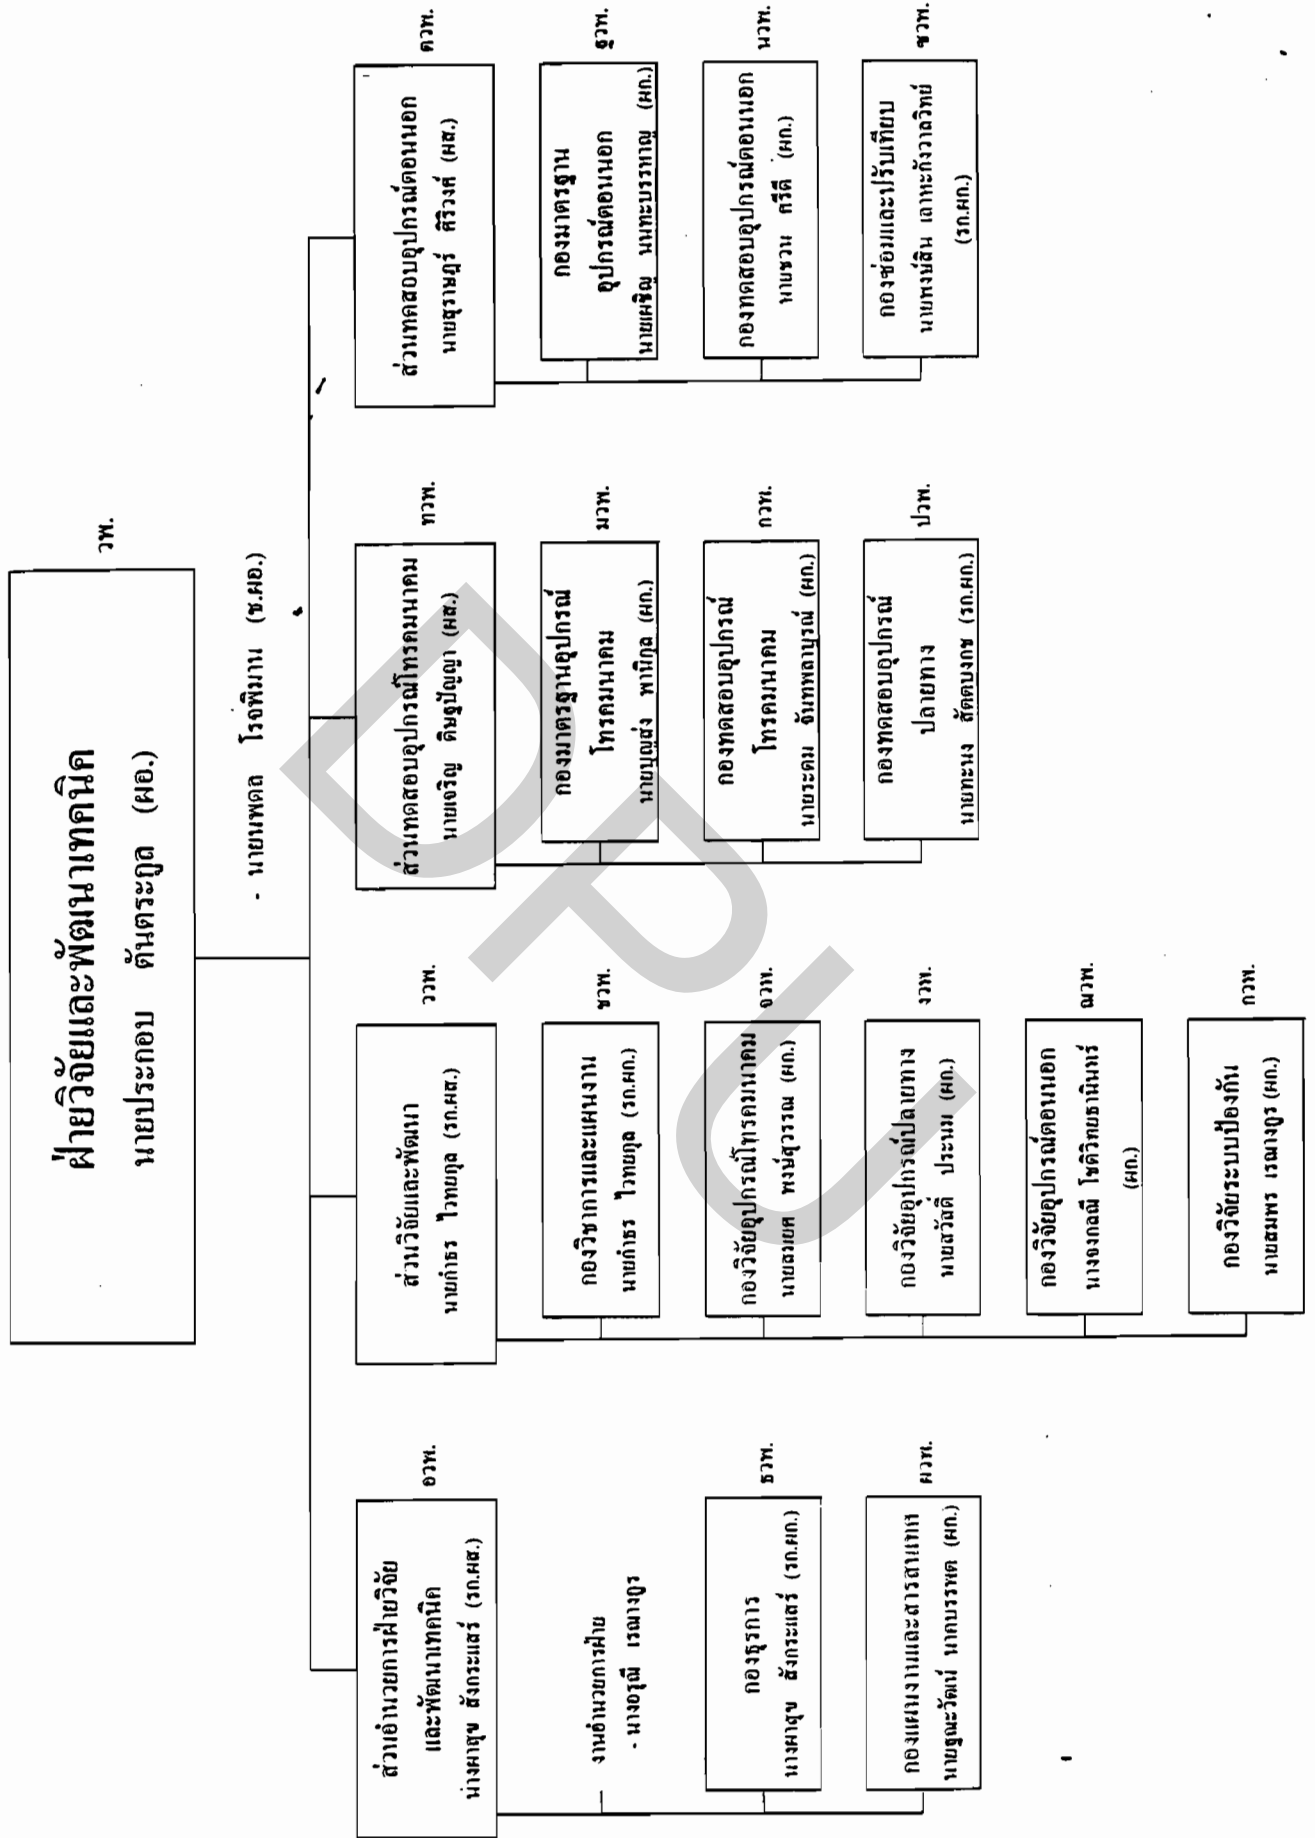 ฝ่ายวิจัยและพัฒนาเทคนิค
นายประกอบ ตันตระกูล (ผอ.)
วพ.
- นายนพดล โรจพิมาน (ช.ผอ.)
ส่วนอำนวยการฝ่ายวิจัย
และพัฒนาเทคนิค
นางผาสุข สังกระแสร์ (รก.ผส.)
อวพ.
งานอำนวยการฝ่าย
- นางอรุณี เรณางกูร
กองธุรการ
นางผาสุข สังกระแสร์ (รก.ผก.)
ธวพ.
กองแผนงานและสารสนเทศ
นายฐณะวัฒน์ นาคบรรพต (ผก.)
ผวพ.
ส่วนวิจัยและพัฒนา
นายกำธร ไวทยกุล (รก.ผส.)
ววพ.
กองวิชาการและแผนงาน
นายกำธร ไวทยกุล (รก.ผก.)
ชวพ.
กองวิจัยอุปกรณ์โทรคมนาคม
นายสมยศ พงษ์สุวรรณ (ผก.)
จวพ.
กองวิจัยอุปกรณ์ปลายทาง
นายสวัสดิ์ ประนม (ผก.)
งวพ.
กองวิจัยอุปกรณ์ตอนนอก
นางจงกลณี โชติวิทยธานินทร์
(ผก.)
ฌวพ.
กองวิจัยระบบป้องกัน
นายสมพร เรณางกูร (ผก.)
กวพ.
ส่วนทดสอบอุปกรณ์โทรคมนาคม
นายเจริญ ดิษฐปัญญา (ผส.)
ทวพ.
กองมาตรฐานอุปกรณ์
โทรคมนาคม
นายบุญส่ง พานิกุล (ผก.)
มวพ.
กองทดสอบอุปกรณ์
โทรคมนาคม
นายระดม จันทพลาบูรณ์ (ผก.)
กวพ.
กองทดสอบอุปกรณ์
ปลายทาง
นายทะนง สัตตบงกช (รก.ผก.)
ปวพ.
ส่วนทดสอบอุปกรณ์ตอนนอก
นายสุราษฎร์ ศิริวงศ์ (ผส.)
ตวพ.
กองมาตรฐาน
อุปกรณ์ตอนนอก
นายเผชิญ นนทะบรรหาญ (ผก.)
ฐวพ.
กองทดสอบอุปกรณ์ตอนนอก
นายชวน ศรีดี (ผก.)
นวพ.
กองซ่อมและปรับเทียบ
นายพงษ์สิน เลาหะกังวาลวิทย์
(รก.ผก.)
ซวพ.
DPU